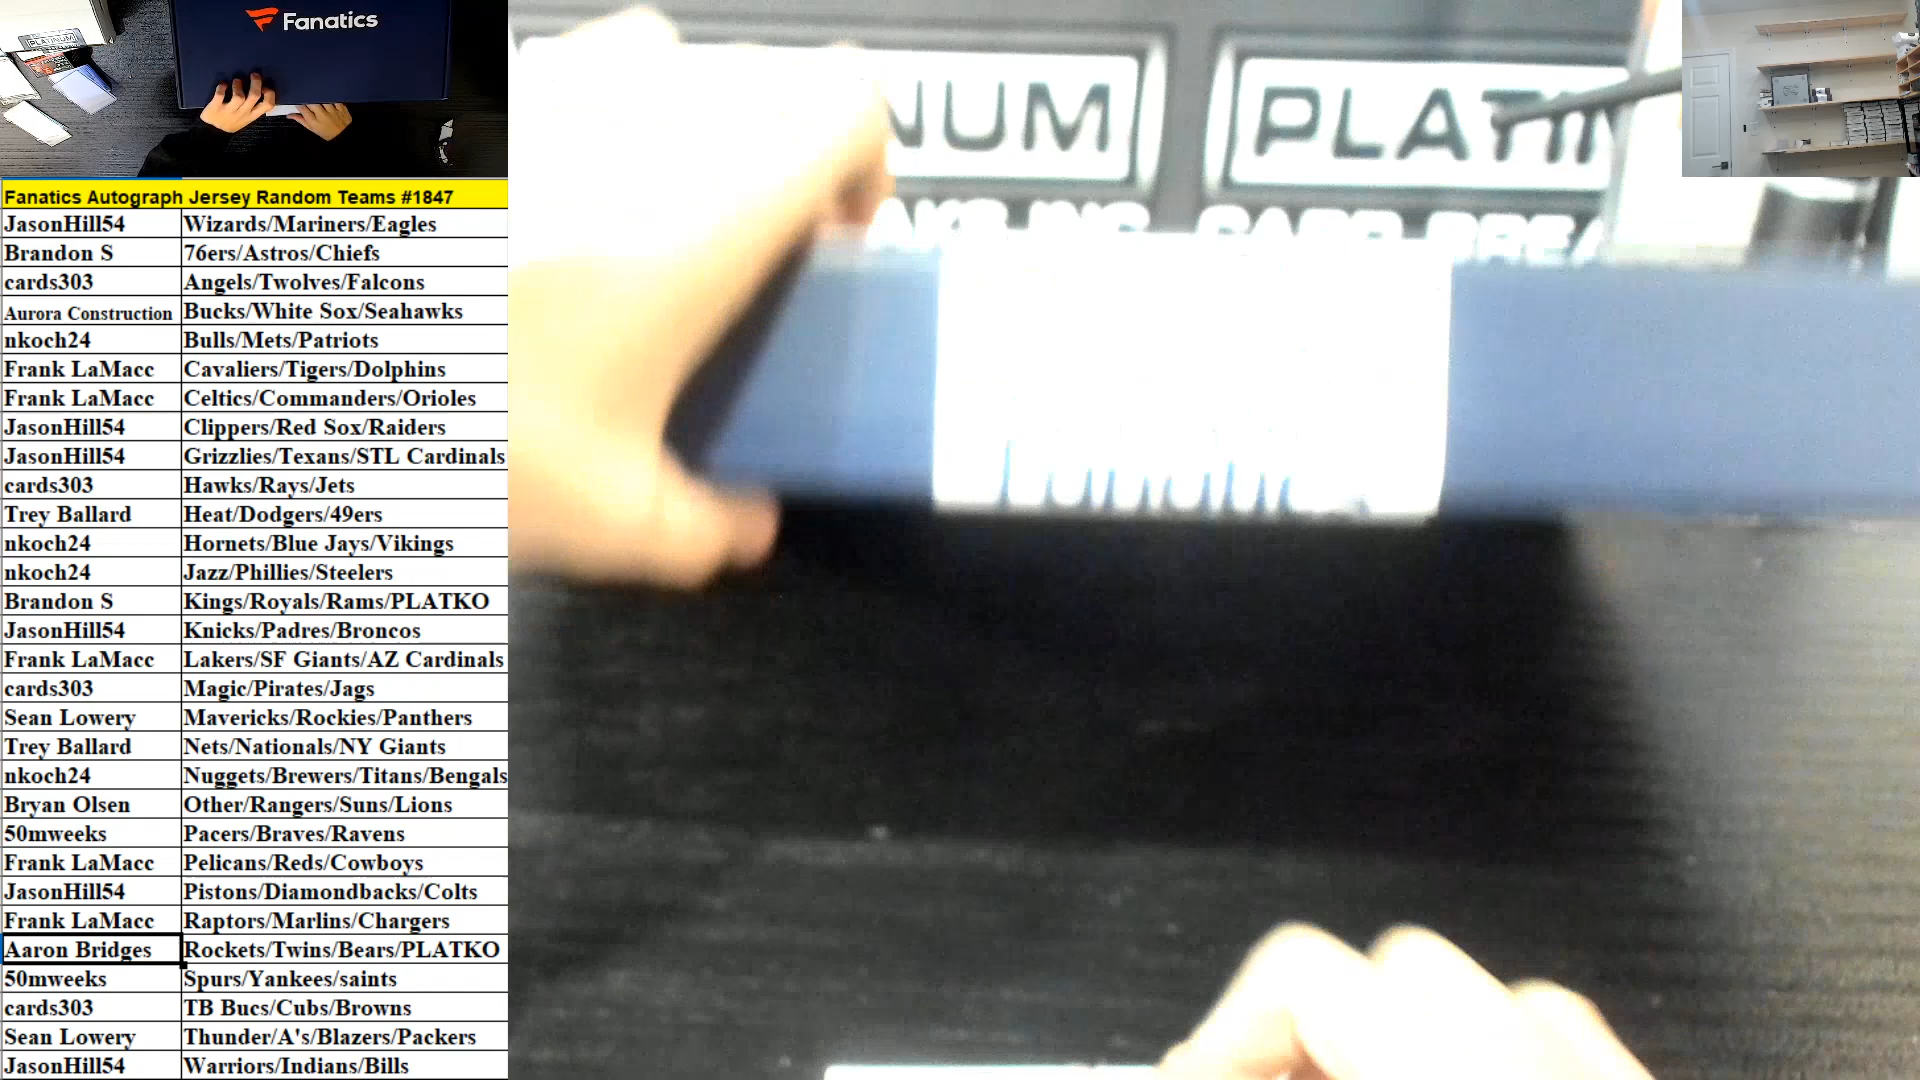 PLATINUM
Fanatics
NUM PLATIN
CARD BREA
Fanatics Autograph Jersey Random Teams #1847
JasonHill54 Wizards/Mariners/Eagles
Brandon S 76ers/Astros/Chiefs
cards303 Angels/Twolves/Falcons
Aurora Construction Bucks/White Sox/Seahawks
nkoch24 Bulls/Mets/Patriots
Frank LaMacc Cavaliers/Tigers/Dolphins
Frank LaMacc Celtics/Commanders/Orioles
JasonHill54 Clippers/Red Sox/Raiders
JasonHill54 Grizzlies/Texans/STL Cardinals
cards303 Hawks/Rays/Jets
Trey Ballard Heat/Dodgers/49ers
nkoch24 Hornets/Blue Jays/Vikings
nkoch24 Jazz/Phillies/Steelers
Brandon S Kings/Royals/Rams/PLATKO
JasonHill54 Knicks/Padres/Broncos
Frank LaMacc Lakers/SF Giants/AZ Cardinals
cards303 Magic/Pirates/Jags
Sean Lowery Mavericks/Rockies/Panthers
Trey Ballard Nets/Nationals/NY Giants
nkoch24 Nuggets/Brewers/Titans/Bengals
Bryan Olsen Other/Rangers/Suns/Lions
50mweeks Pacers/Braves/Ravens
Frank LaMacc Pelicans/Reds/Cowboys
JasonHill54 Pistons/Diamondbacks/Colts
Frank LaMacc Raptors/Marlins/Chargers
Aaron Bridges Rockets/Twins/Bears/PLATKO
50mweeks Spurs/Yankees/saints
cards303 TB Bucs/Cubs/Browns
Sean Lowery Thunder/A's/Blazers/Packers
JasonHill54 Warriors/Indians/Bills